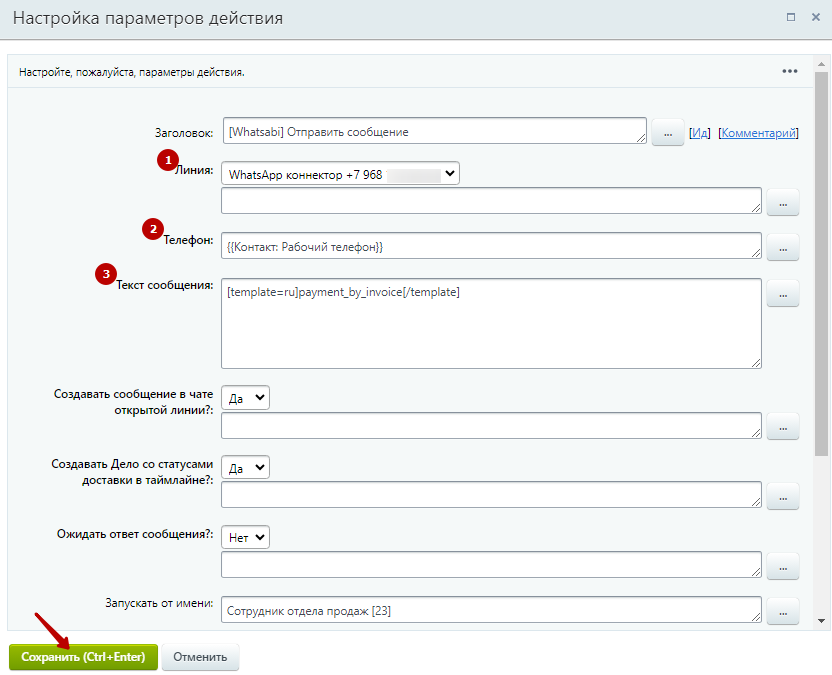 Настройка параметров действия
Настройте, пожалуйста, параметры действия.
Заголовок: [Whatsabi] Отправить сообщение ... [Ид] [Комментарий]
1 Линия: WhatsApp коннектор +7 968
...
2 Телефон: {{Контакт: Рабочий телефон}} ...
3 Текст сообщения: [template=ru]payment_by_invoice[/template] ...
Создавать сообщение в чате
открытой линии?: Да
...
Создавать Дело со статусами
доставки в таймлайне?: Да
...
Ожидать ответ сообщения?: Нет
...
Запускать от имени: Сотрудник отдела продаж [23] ...
Сохранить (Ctrl+Enter) Отменить